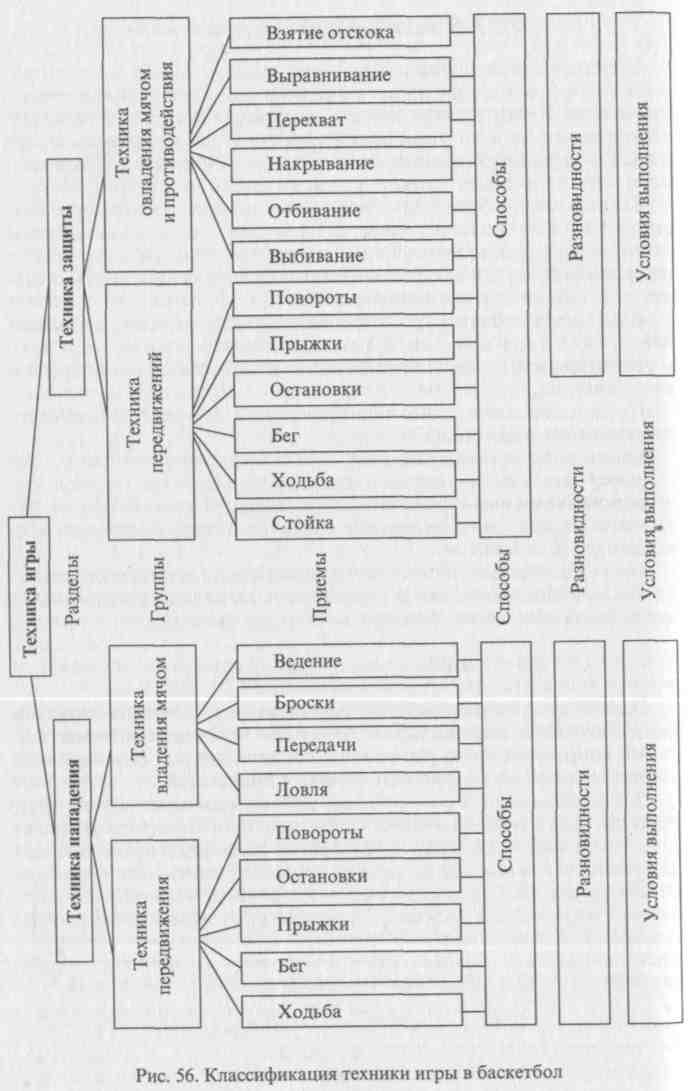 Техника игры
Разделы
Группы
Приемы
Способы
Разновидности
Условия выполнения
Техника защиты
Техника
овладения мячом
и противодействия
Взятие отскока
Выравнивание
Перехват
Накрывание
Отбивание
Выбивание
Техника
передвижений
Повороты
Прыжки
Остановки
Бег
Ходьба
Стойка
Способы
Разновидности
Условия выполнения
Техника нападения
Техника
владения мячом
Ведение
Броски
Передачи
Ловля
Техника
передвижения
Повороты
Остановки
Прыжки
Бег
Ходьба
Способы
Разновидности
Условия выполнения
Рис. 56. Классификация техники игры в баскетбол